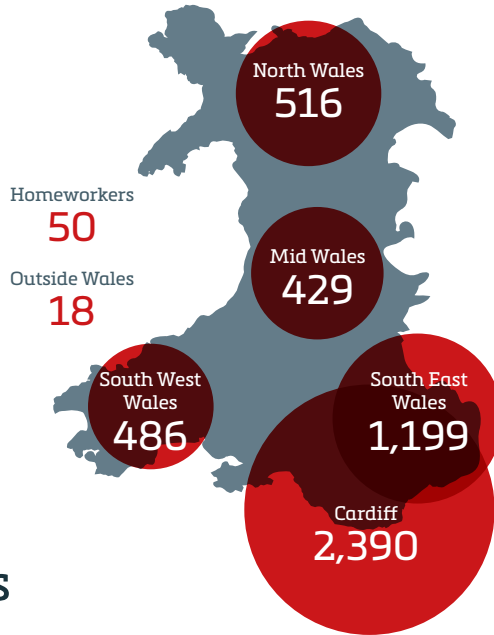 North Wales
516
Homeworkers
50
Mid Wales
429
Outside Wales
18
South West
Wales
486
South East
Wales
1,199
Cardiff
2,390
s